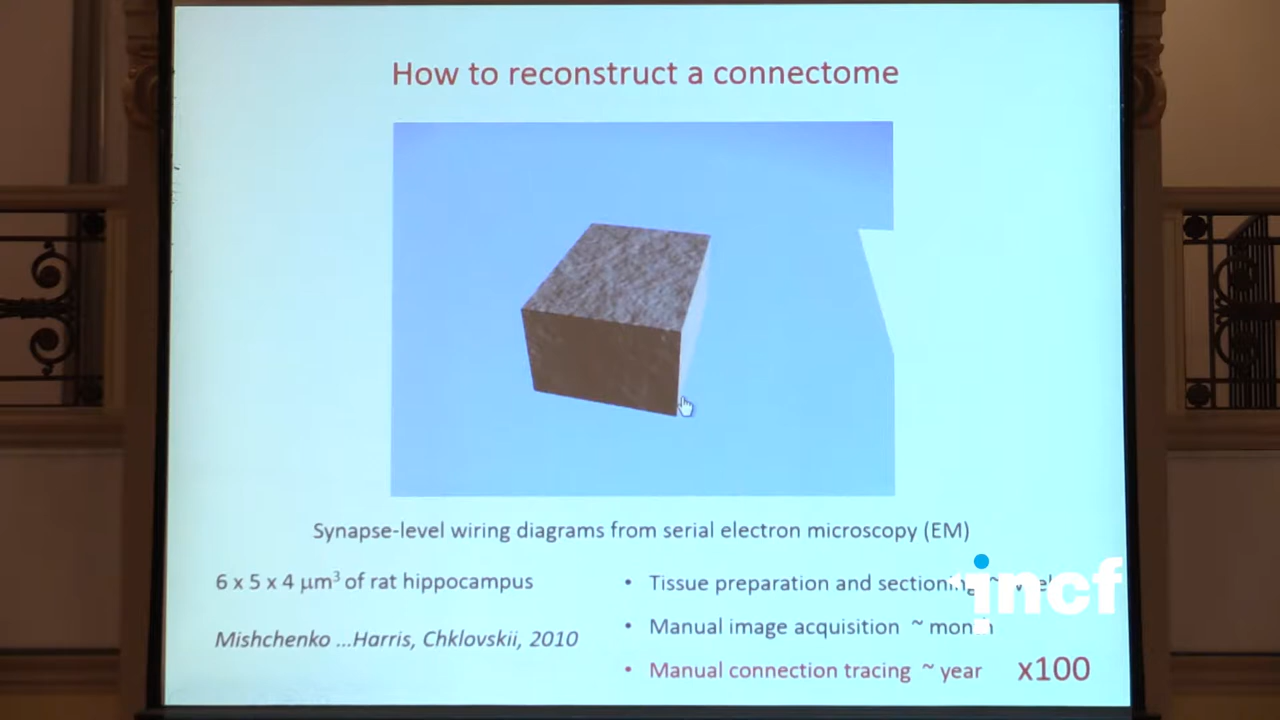 How to reconstruct a connectome
Synapse-level wiring diagrams from serial electron microscopy (EM)
6 x 5 x 4 µm³ of rat hippocampus
Mishchenko ...Harris, Chklovskii, 2010
• Tissue preparation and sectioning ~
• Manual image acquisition ~ month
• Manual connection tracing ~ year x100
incf